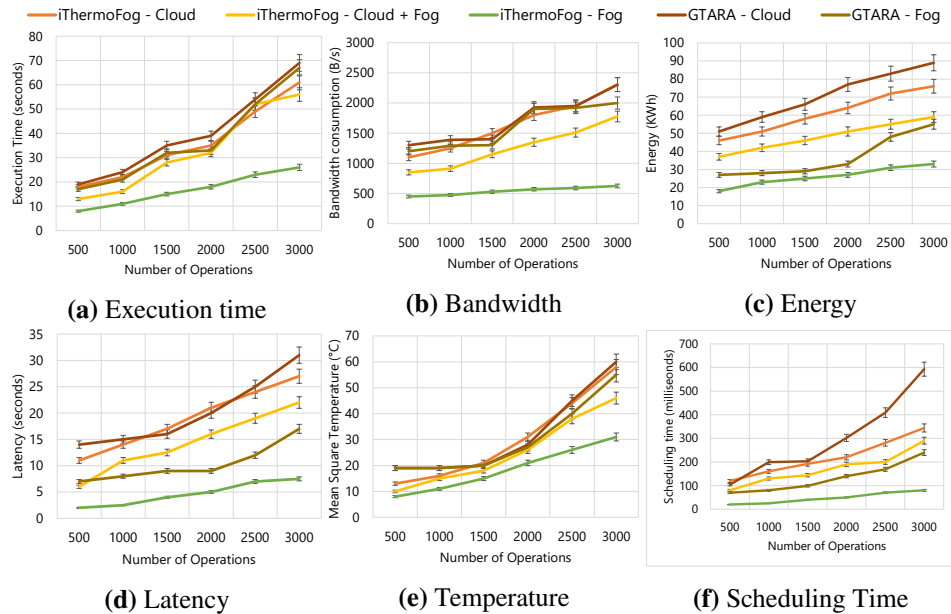 iThermoFog - Cloud iThermoFog - Cloud + Fog iThermoFog - Fog GTARA - Cloud GTARA - Fog
Execution Time (seconds)
80
70
60
50
40
30
20
10
0
500 1000 1500 2000 2500 3000
Number of Operations
(a) Execution time
Bandwidth consumption (B/s)
3000
2500
2000
1500
1000
500
0
500 1000 1500 2000 2500 3000
Number of Operations
(b) Bandwidth
Energy (KWh)
100
90
80
70
60
50
40
30
20
10
0
500 1000 1500 2000 2500 3000
Number of Operations
(c) Energy
Latency (seconds)
35
30
25
20
15
10
5
0
500 1000 1500 2000 2500 3000
Number of Operations
(d) Latency
Mean Square Temperature (°C)
70
60
50
40
30
20
10
0
500 1000 1500 2000 2500 3000
Number of Operations
(e) Temperature
Scheduling time (milliseonds)
700
600
500
400
300
200
100
0
500 1000 1500 2000 2500 3000
Number of Operations
(f) Scheduling Time